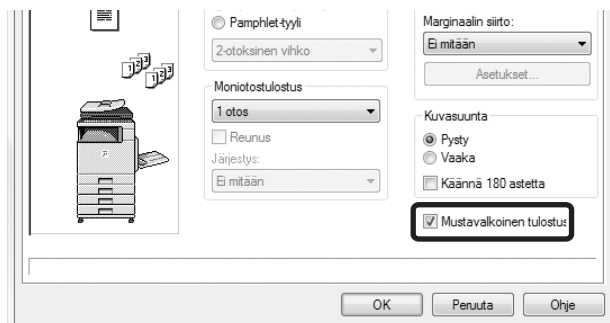 Pamphlet-tyyli
2-otoksinen vihko
Moniotostulostus
1 otos
Reunus
Järjestys:
Ei mitään
Marginaalin siirto:
Ei mitään
Asetukset...
Kuvasuunta
Pysty
Vaaka
Käännä 180 astetta
Mustavalkoinen tulostus
OK
Peruuta
Ohje